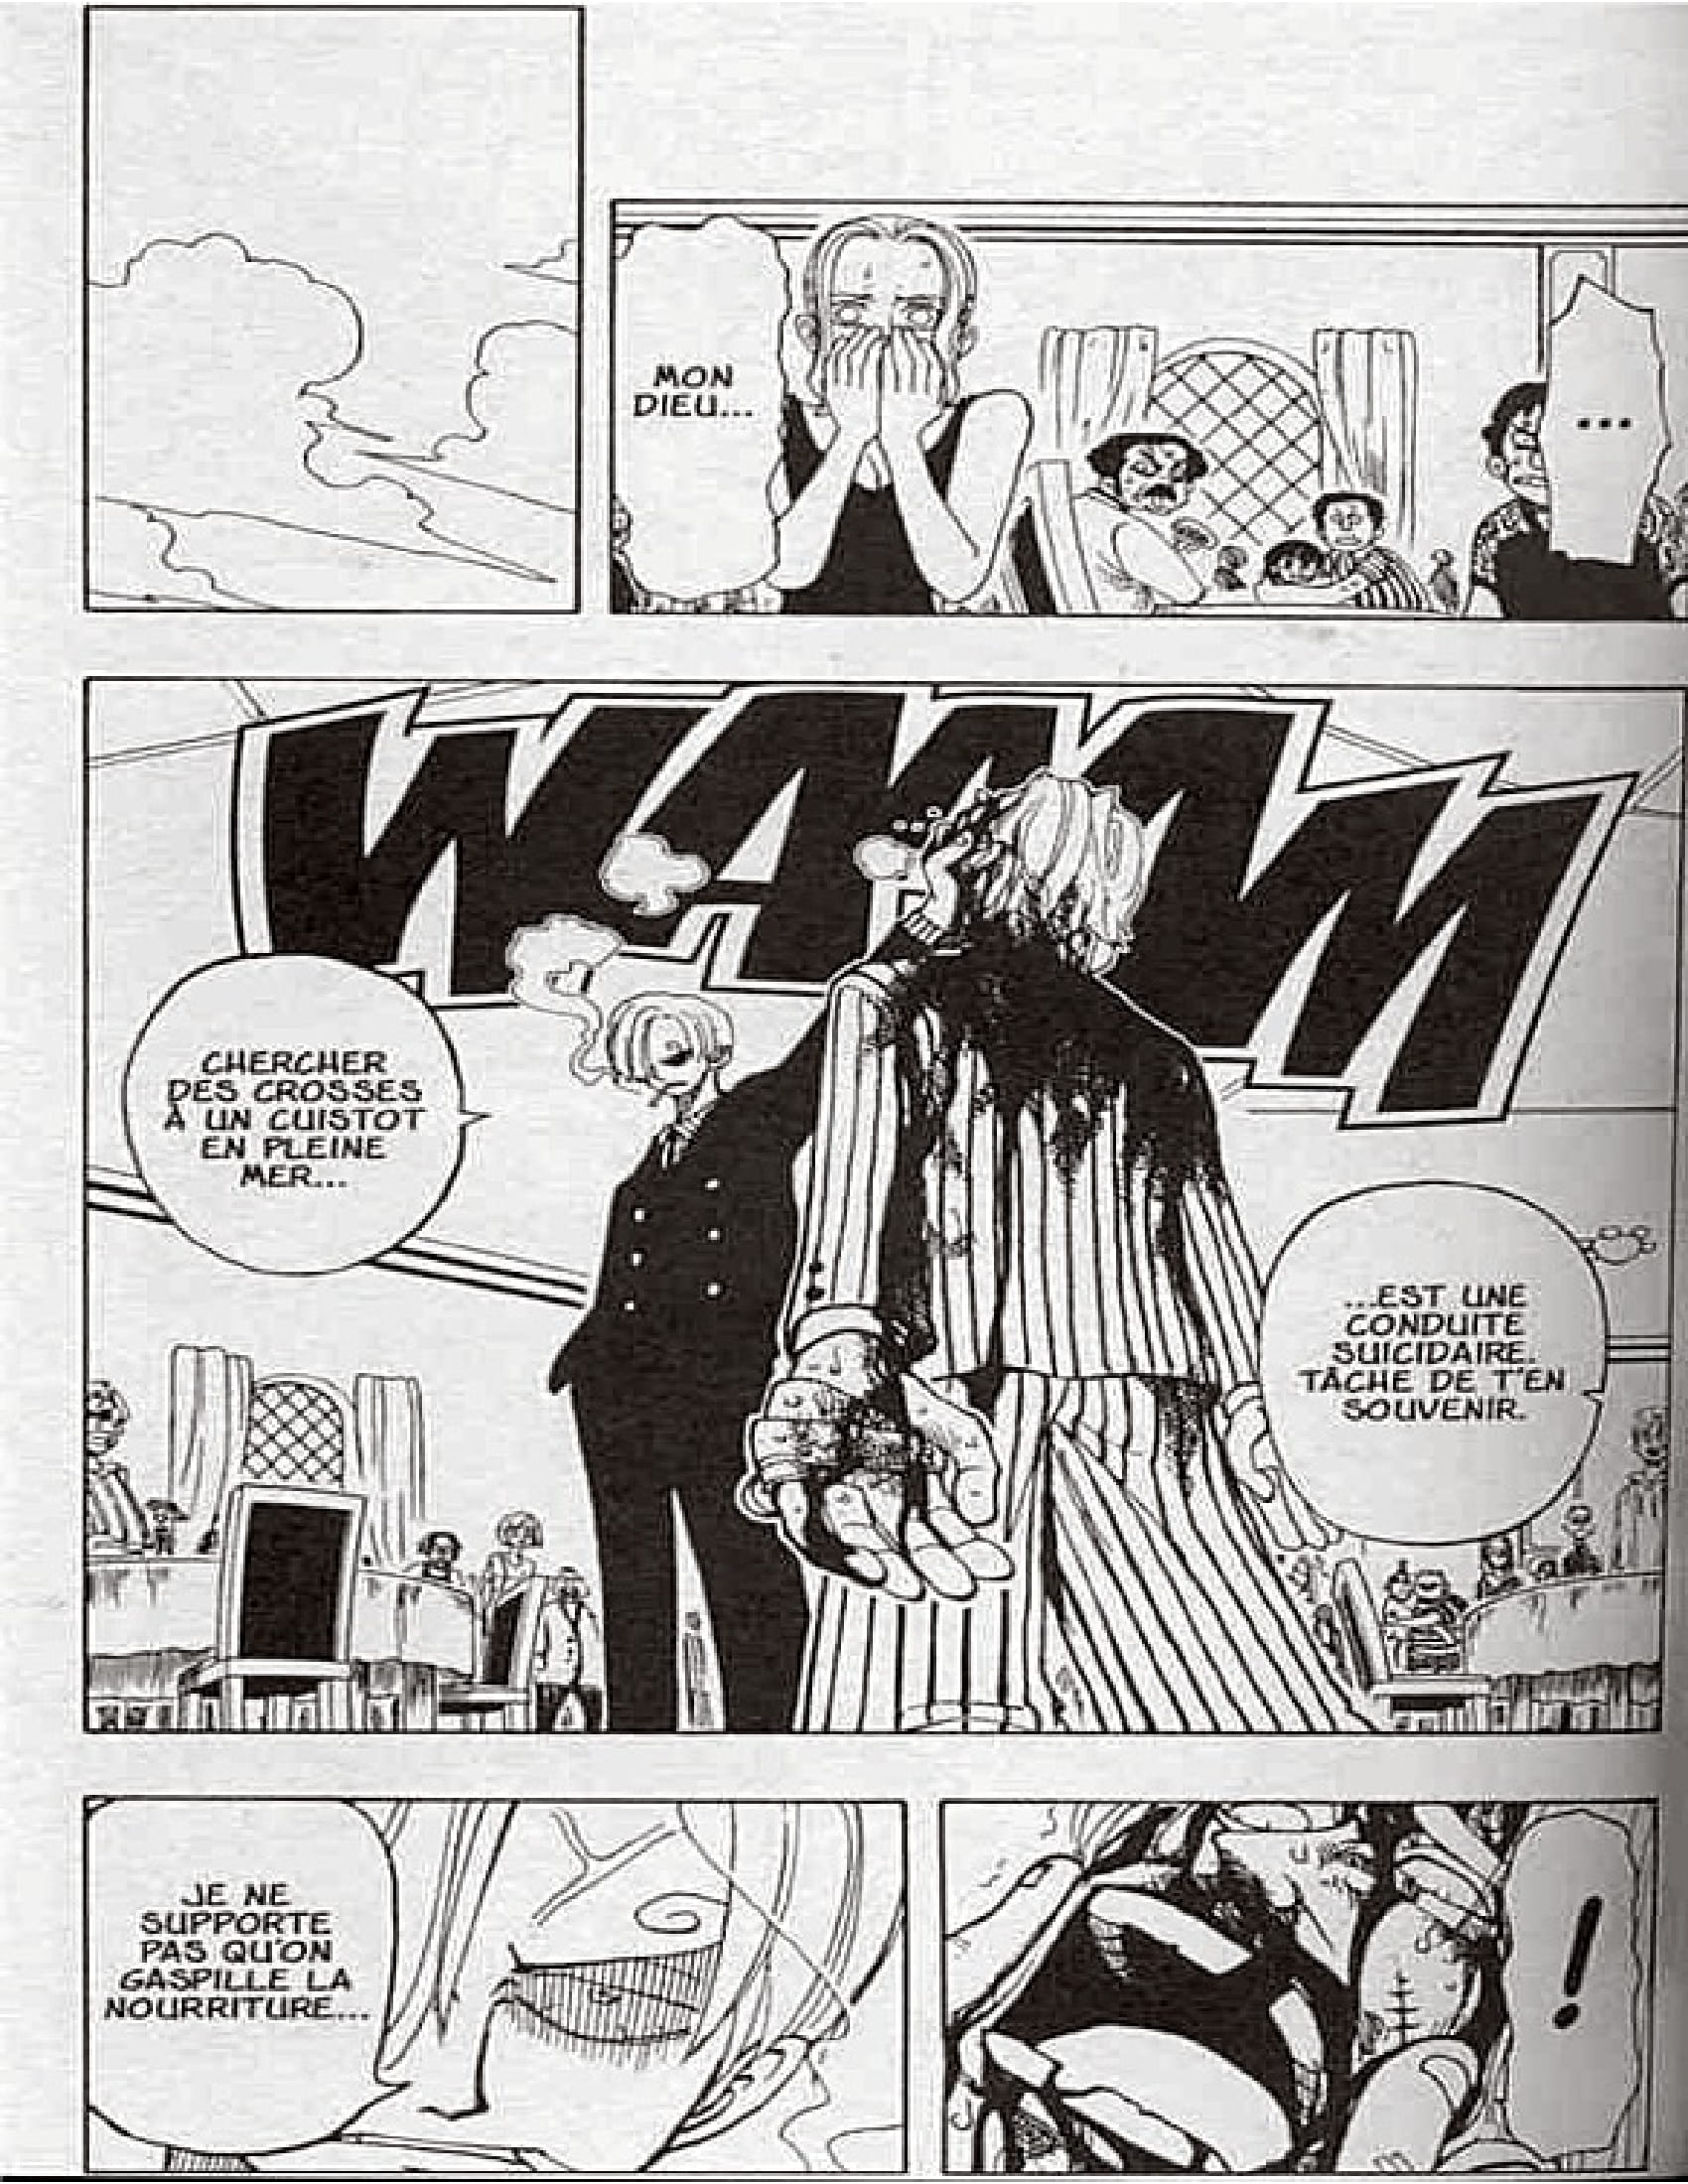 ...
MON
DIEU...
WAMM
CHERCHER
DES CROSSES
À UN CUISTOT
EN PLEINE
MER...
...EST UNE
CONDUITE
SUICIDAIRE.
TÂCHE DE T'EN
SOUVENIR.
!
JE NE
SUPPORTE
PAS QU'ON
GASPILLE LA
NOURRITURE...